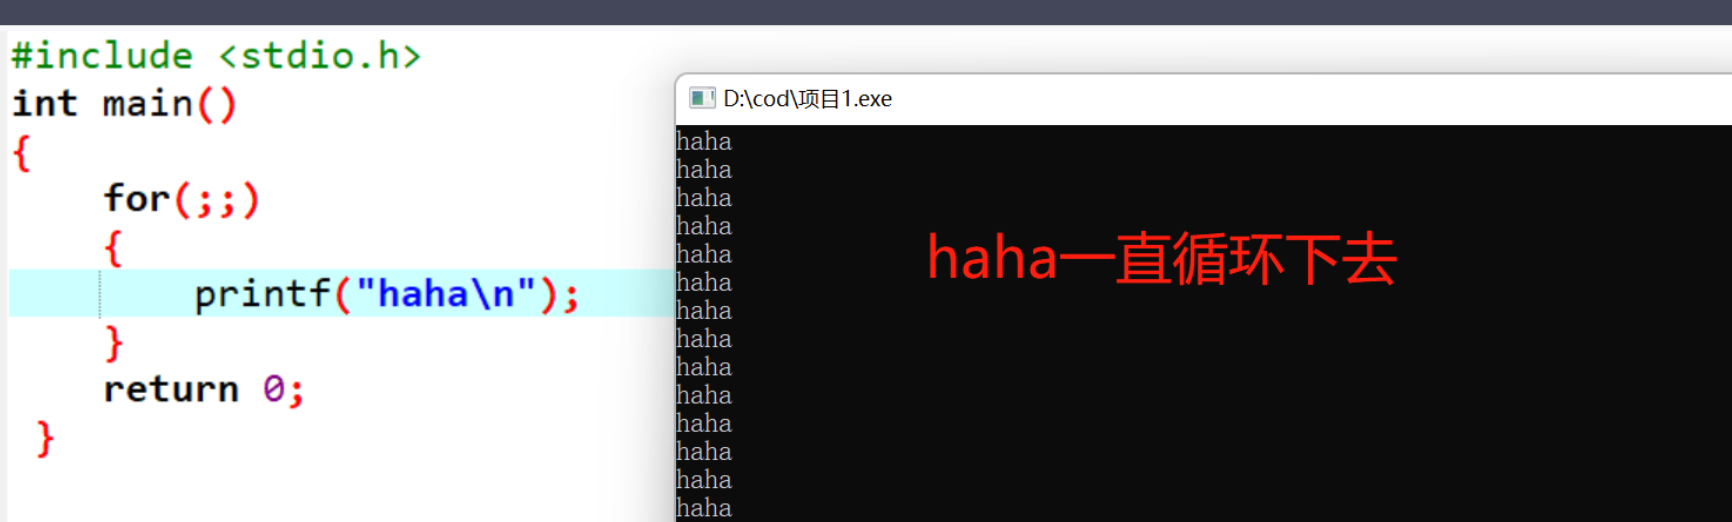 #include <stdio.h>
int main()
{
for(;;)
{
printf("haha\n");
}
return 0;
}
D:\cod\项目1.exe
haha
haha
haha
haha
haha
haha
haha
haha
haha
haha
haha
haha
haha
haha
haha一直循环下去